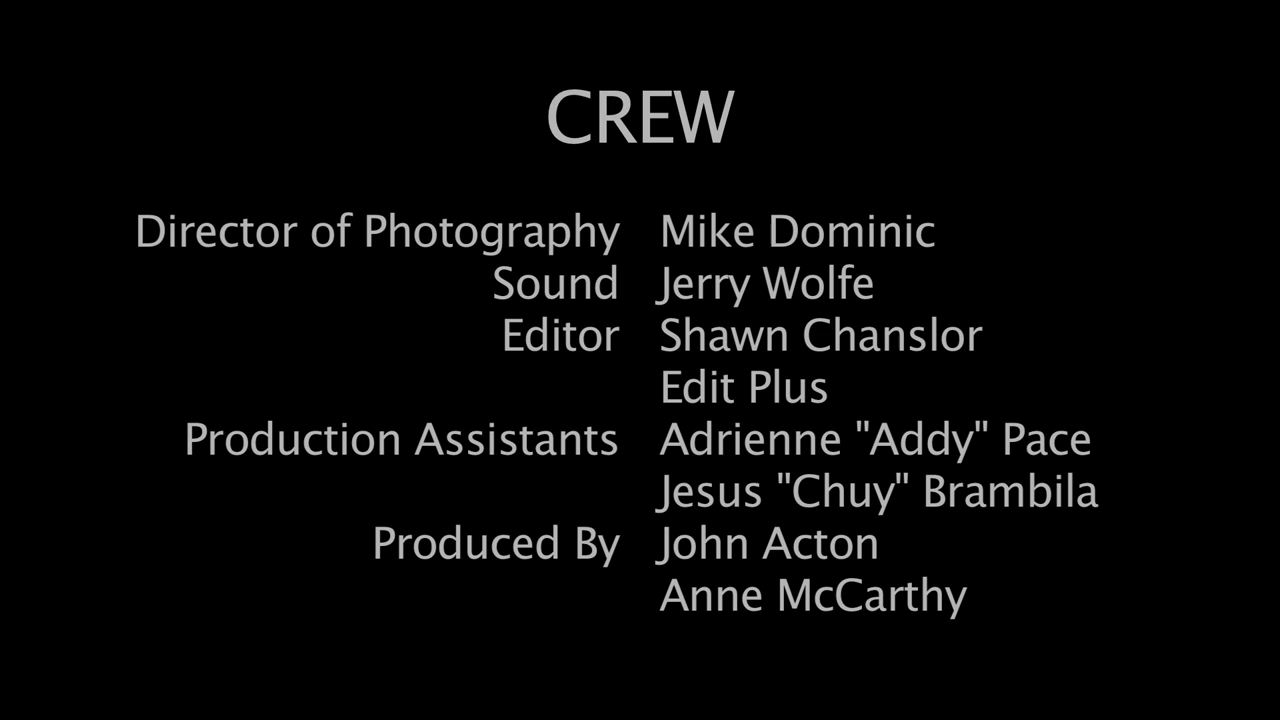 CREW
Director of Photography Mike Dominic
Sound Jerry Wolfe
Editor Shawn Chanslor
Edit Plus
Production Assistants Adrienne "Addy" Pace
Jesus "Chuy" Brambila
Produced By John Acton
Anne McCarthy